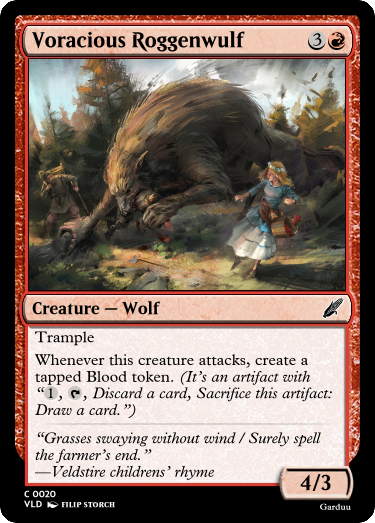 Voracious Roggenwulf 3
Creature — Wolf
Trample
Whenever this creature attacks, create a
tapped Blood token. (It's an artifact with
“1, , Discard a card, Sacrifice this artifact:
Draw a card.”)
“Grasses swaying without wind / Surely spell
the farmer's end.”
—Veldstire childrens' rhyme
4/3
C 0020
VLD FILIP STORCH
Garduu